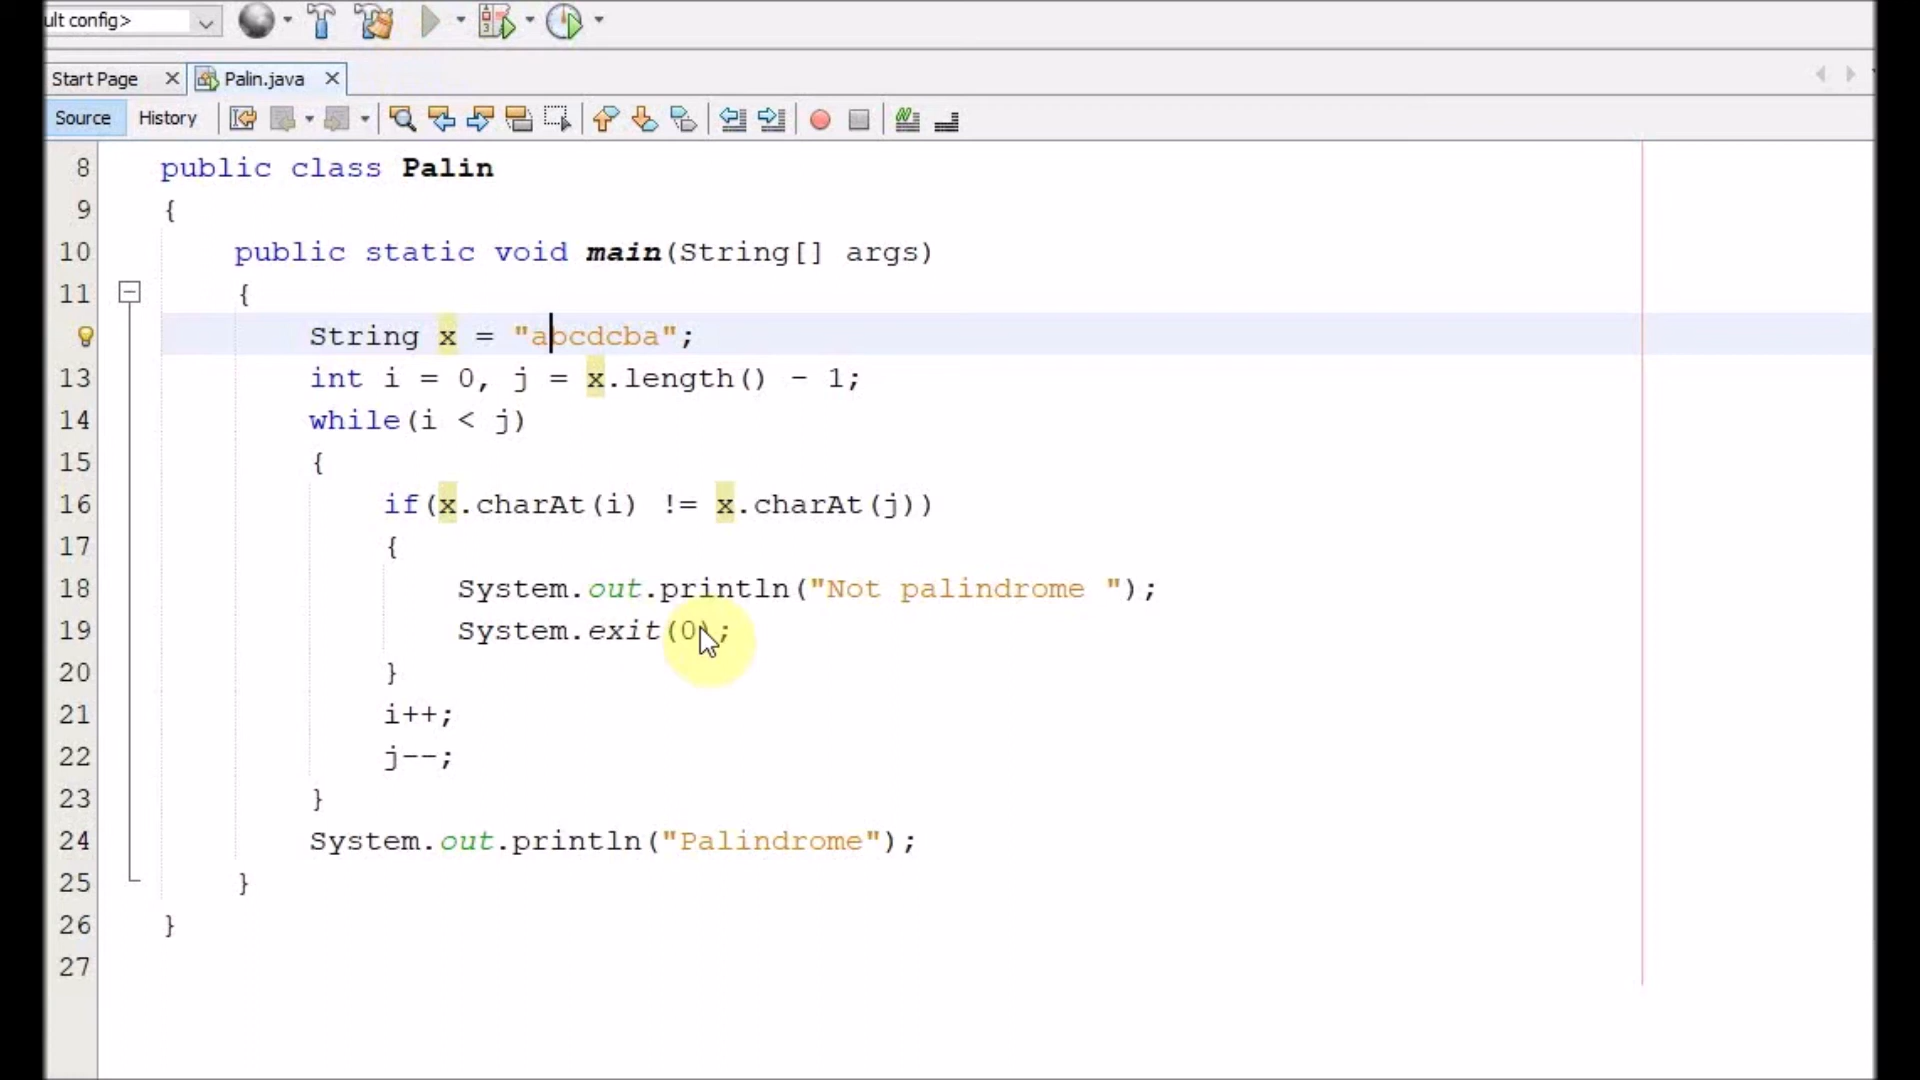 ult config>
Start Page
Palin.java
Source
History
8 public class Palin
9 {
10 public static void main(String[] args)
11 {
String x = "abcdcba";
13 int i = 0, j = x.length() - 1;
14 while(i < j)
15 {
16 if(x.charAt(i) != x.charAt(j))
17 {
18 System.out.println("Not palindrome ");
19 System.exit(0);
20 }
21 i++;
22 j--;
23 }
24 System.out.println("Palindrome");
25 }
26 }
27